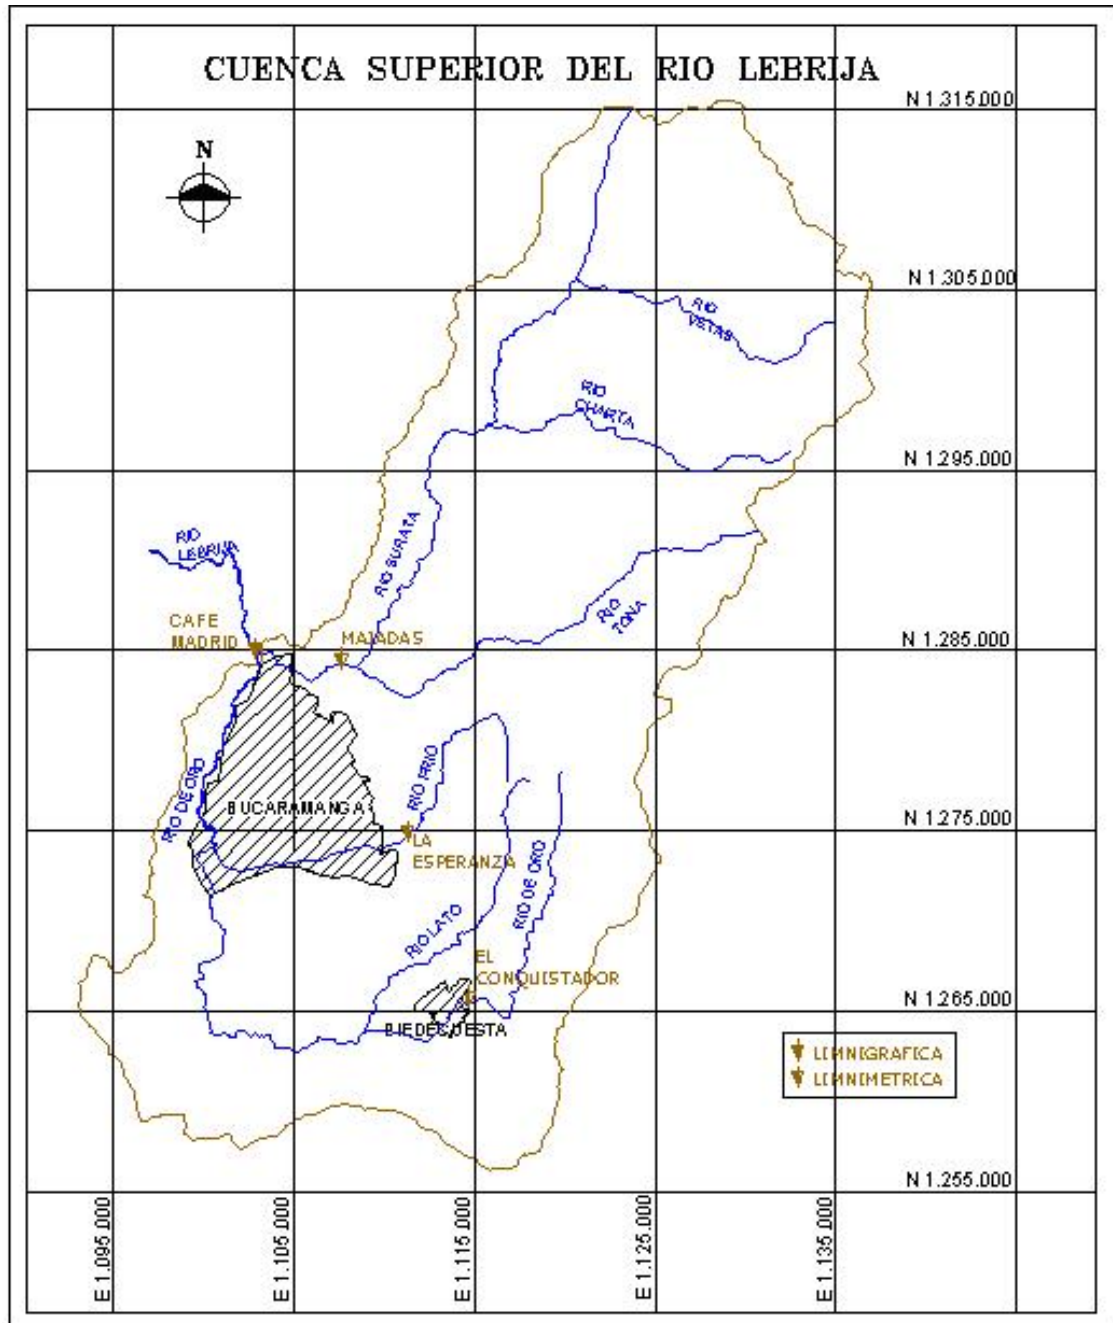 CUENCA SUPERIOR DEL RIO LEBRIJA
N 1.315.000
N
N 1.305.000
RIO
VETAS
RIO
CHARTA
N 1.295.000
RIO
LEBRIJA
RIO SURATA
RIO
TONA
CAFE
MADRID
MAJADAS
N 1.285.000
RIO DE ORO
RIO FRIO
BUCARAMANGA
N 1.275.000
LA
ESPERANZA
RIO DE ORO
RIO LATO
EL
CONQUISTADOR
N 1.265.000
PIEDECUESTA
LIMNIGRAFICA
LIMNIMETRICA
N 1.255.000
E 1.095.000
E 1.105.000
E 1.115.000
E 1.125.000
E 1.135.000